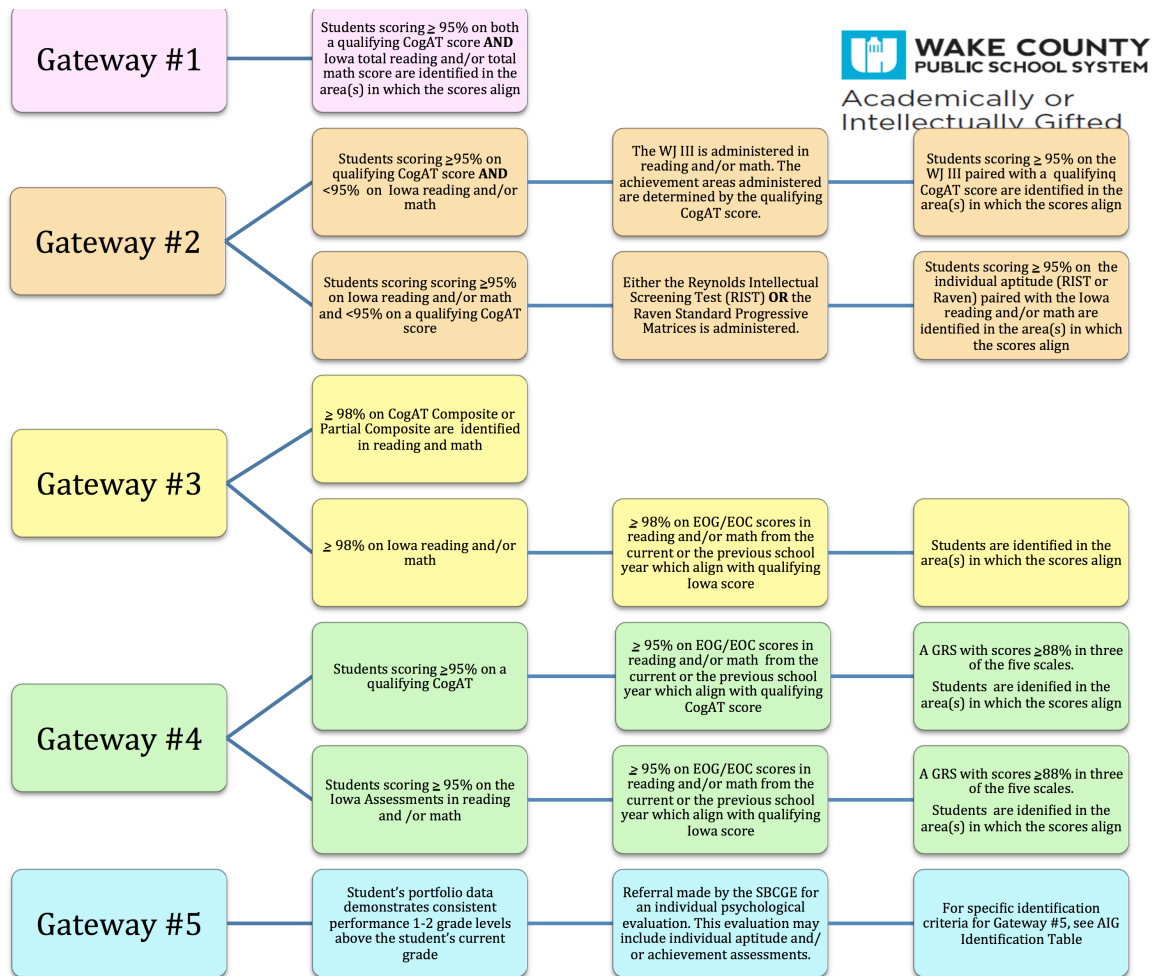 Gateway #1
Students scoring ≥ 95% on both
a qualifying CogAT score AND
Iowa total reading and/or total
math score are identified in the
area(s) in which the scores align
WAKE COUNTY
PUBLIC SCHOOL SYSTEM
Academically or
Intellectually Gifted
Gateway #2
Students scoring ≥95% on
qualifying CogAT score AND
<95% on Iowa reading and/or
math
The WJ III is administered in
reading and/or math. The
achievement areas administered
are determined by the qualifying
CogAT score.
Students scoring ≥ 95% on the
WJ III paired with a qualifying
CogAT score are identified in the
area(s) in which the scores align
Students scoring scoring ≥95%
on Iowa reading and/or math
and <95% on a qualifying CogAT
score
Either the Reynolds Intellectual
Screening Test (RIST) OR the
Raven Standard Progressive
Matrices is administered.
Students scoring ≥ 95% on the
individual aptitude (RIST or
Raven) paired with the Iowa
reading and/or math are
identified in the area(s) in which
the scores align
Gateway #3
≥ 98% on CogAT Composite or
Partial Composite are identified
in reading and math
≥ 98% on Iowa reading and/or
math
≥ 98% on EOG/EOC scores in
reading and/or math from the
current or the previous school
year which align with qualifying
Iowa score
Students are identified in the
area(s) in which the scores align
Gateway #4
Students scoring ≥95% on a
qualifying CogAT
≥ 95% on EOG/EOC scores in
reading and/or math from the
current or the previous school
year which align with qualifying
CogAT score
A GRS with scores ≥88% in three
of the five scales.
Students are idenified in the
area(s) in which the scores align
Students scoring ≥ 95% on the
Iowa Assessments in reading
and /or math
≥ 95% on EOG/EOC scores in
reading and/or math from the
current or the previous school
year which align with qualifying
Iowa score
A GRS with scores ≥88% in three
of the five scales.
Students are idenified in the
area(s) in which the scores align
Gateway #5
Student’s portfolio data
demonstrates consistent
performance 1-2 grade levels
above the student’s current
grade
Referral made by the SBCGE for
an individual psychological
evaluation. This evaluation may
include individual aptitude and/
or achievement assessments.
For specific identification
criteria for Gateway #5, see AIG
Identification Table